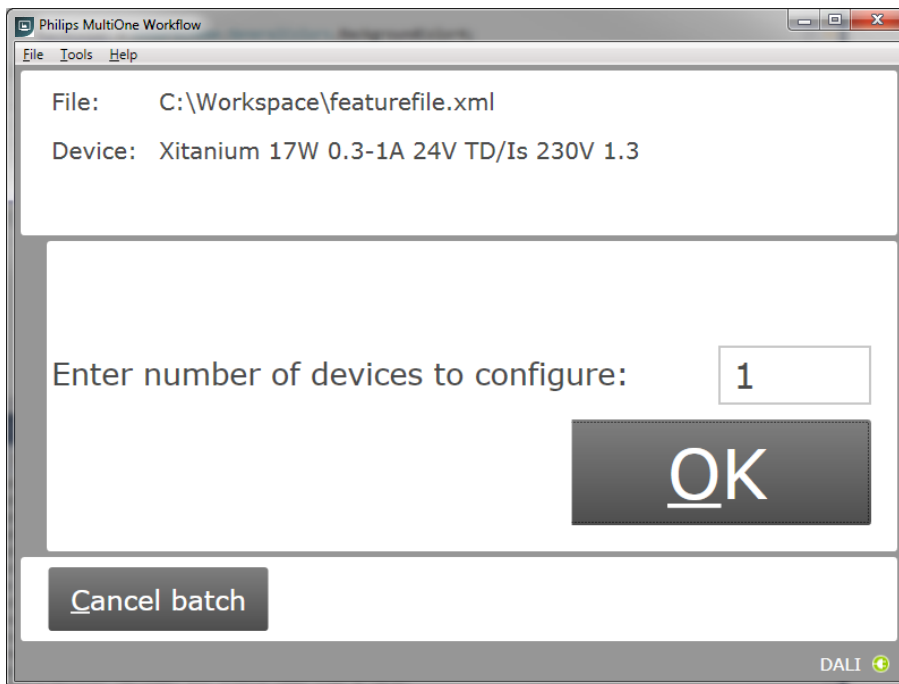 Philips MultiOne Workflow
File Tools Help
File: C:\Workspace\featurefile.xml
Device: Xitanium 17W 0.3-1A 24V TD/Is 230V 1.3
Enter number of devices to configure: 1
OK
Cancel batch
DALI